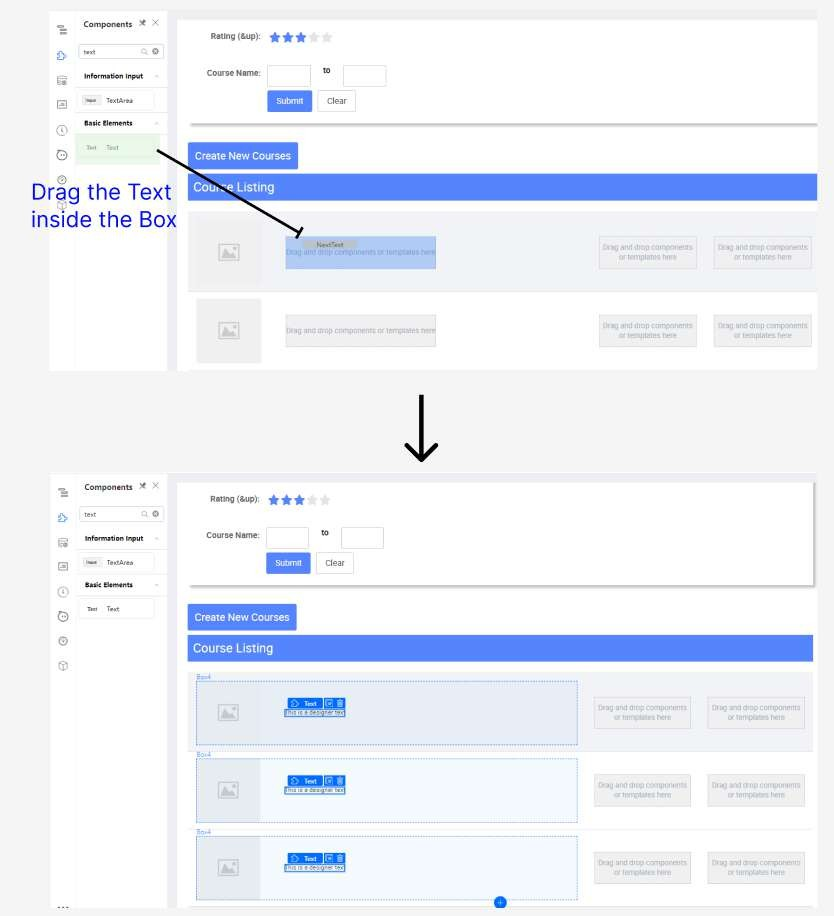 Components
text
Information Input
Input TextArea
Basic Elements
Text Text
Drag the Text
inside the Box
Rating (&up):
Course Name:
to
Submit
Clear
Create New Courses
Course Listing
NextText
Drag and drop components or templates here
Drag and drop components
or templates here
Drag and drop components
or templates here
Drag and drop components or templates here
Drag and drop components
or templates here
Drag and drop components
or templates here
Components
text
Information Input
Input TextArea
Basic Elements
Text Text
Rating (&up):
Course Name:
to
Submit
Clear
Create New Courses
Course Listing
Box4
Text
This is a designer text
Drag and drop components
or templates here
Drag and drop components
or templates here
Box4
Text
This is a designer text
Drag and drop components
or templates here
Drag and drop components
or templates here
Box4
Text
This is a designer text
Drag and drop components
or templates here
Drag and drop components
or templates here